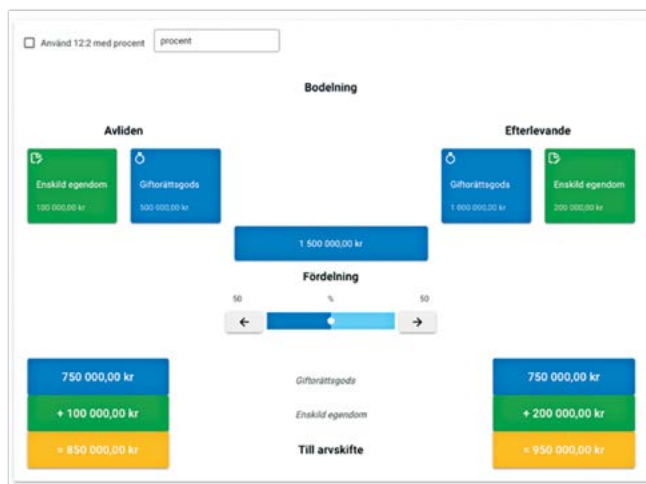 Använd 12:2 med procent procent
Bodelning
Avliden Efterlevande
Enskild egendom Giftorättsgods Giftorättsgods Enskild egendom
100 000,00 kr 500 000,00 kr 1 000 000,00 kr 200 000,00 kr
1 500 000,00 kr
Fördelning
50 % 50
750 000,00 kr Giftorättsgods 750 000,00 kr
+ 100 000,00 kr Enskild egendom + 200 000,00 kr
= 850 000,00 kr Till arvskifte = 950 000,00 kr